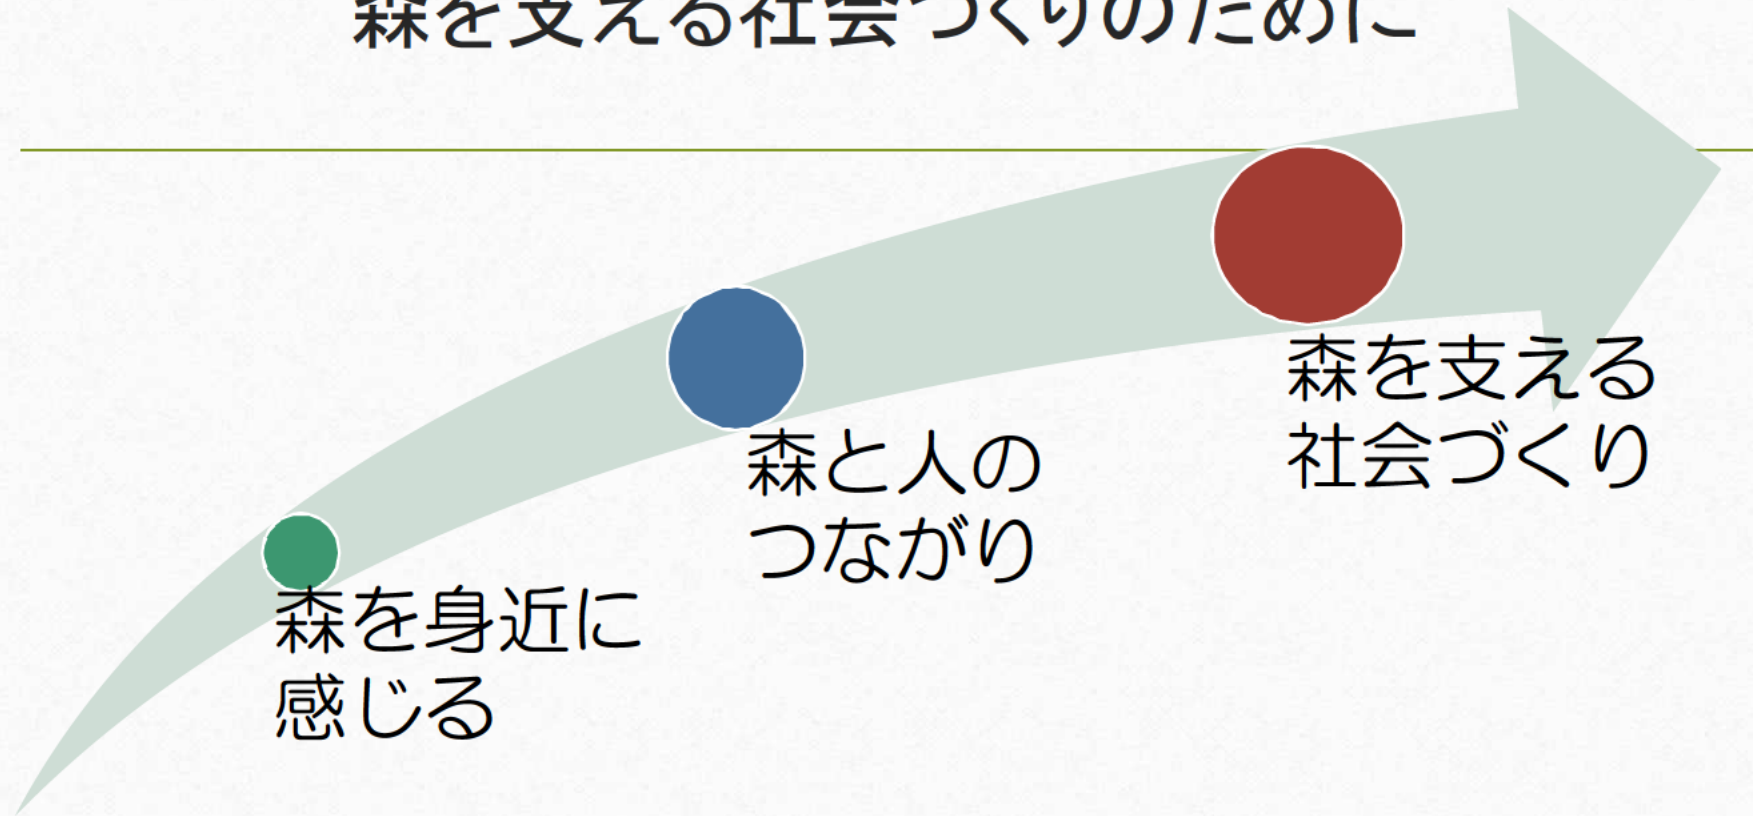 森を支える社会づくりのために
森を支える
社会づくり
森と人の
つながり
森を身近に
感じる